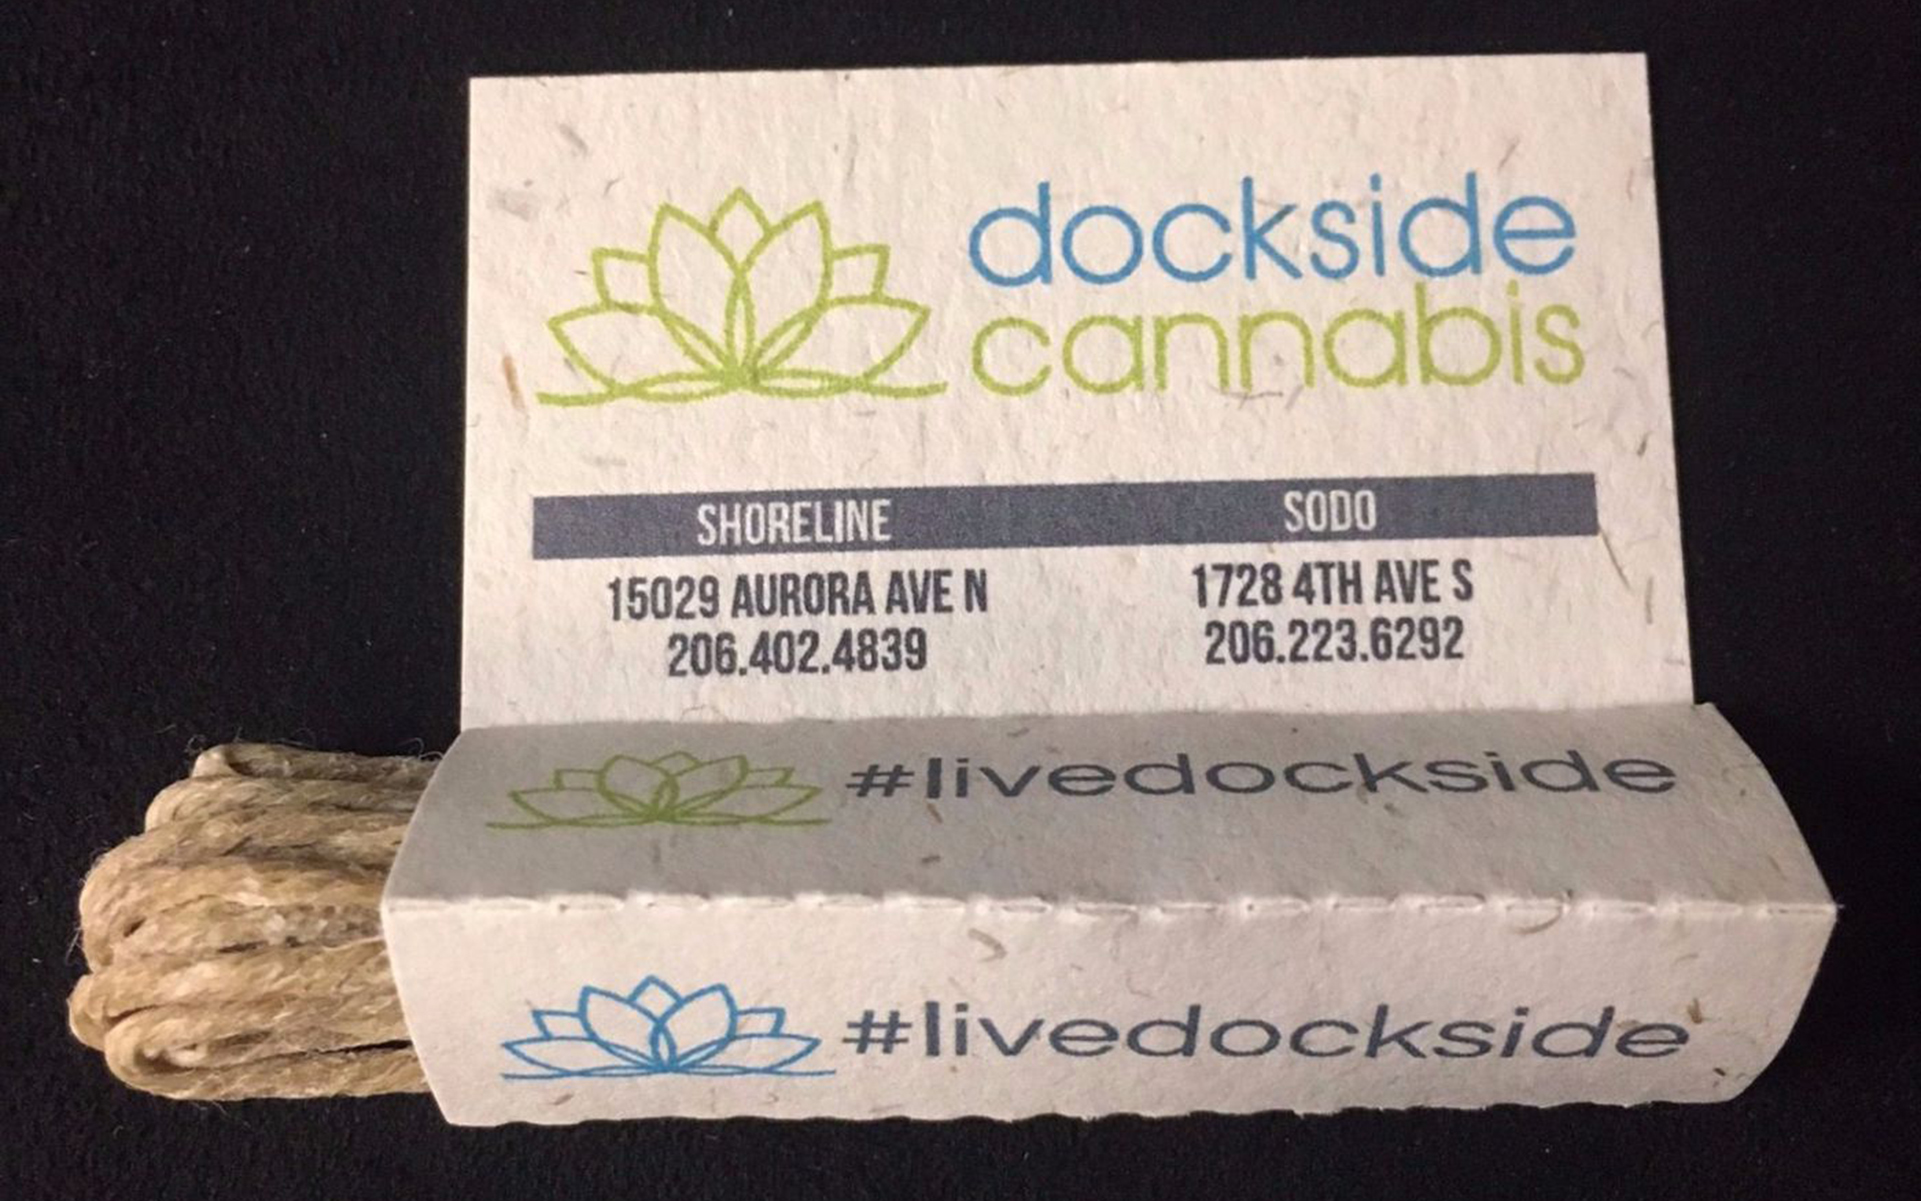 dockside
cannabis
SHORELINE SODO
15029 AURORA AVE N 1728 4TH AVE S
206.402.4839 206.223.6292
#livedockside
#livedockside